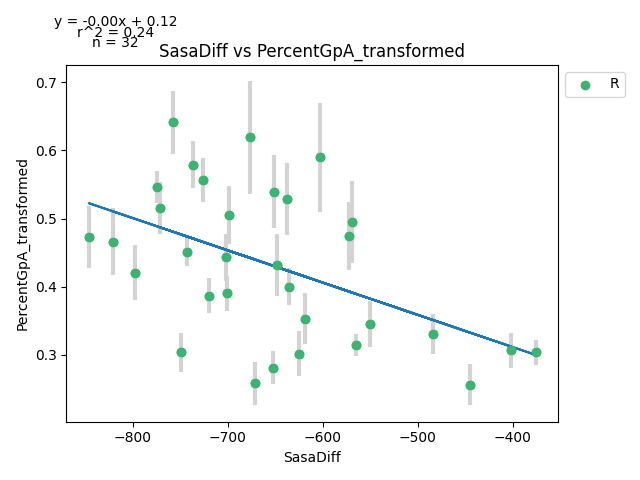 y = -0.00x + 0.12
r^2 = 0.24
n = 32
SasaDiff vs PercentGpA_transformed
R
PercentGpA_transformed
0.7
0.6
0.5
0.4
0.3
−800 −700 −600 −500 −400
SasaDiff